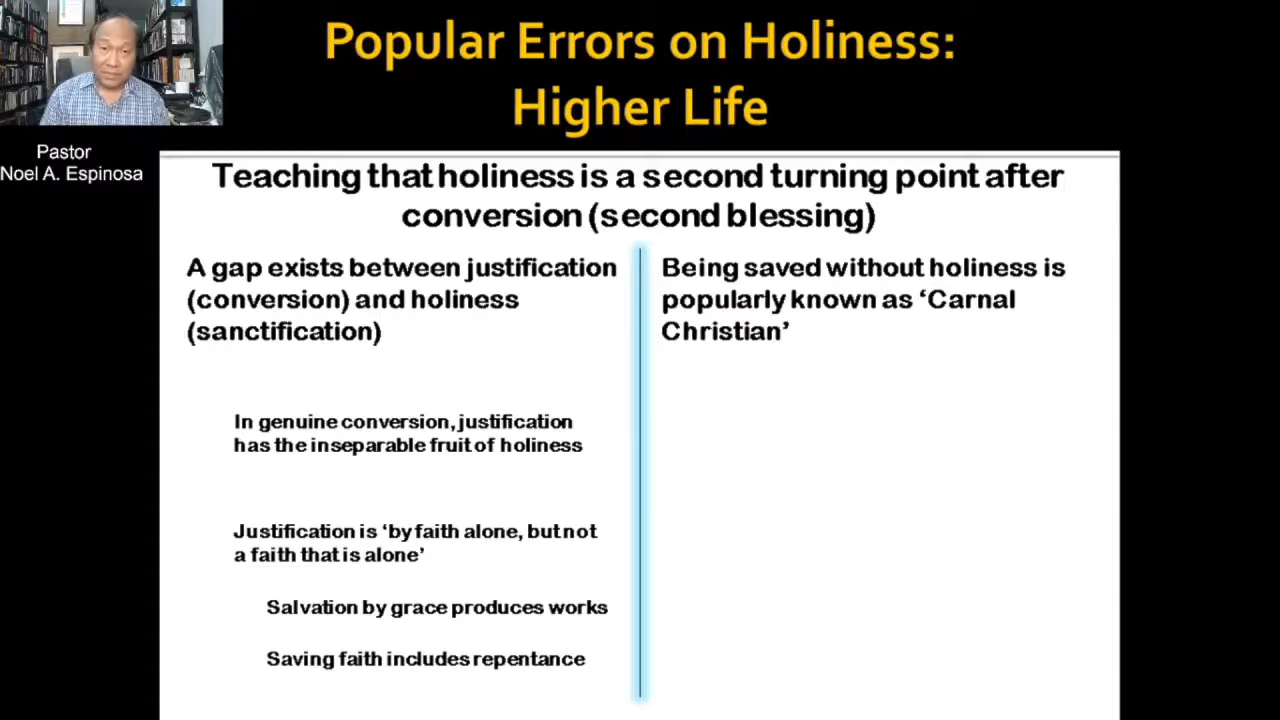 Popular Errors on Holiness:
Higher Life
Pastor
Noel A. Espinosa
Teaching that holiness is a second turning point after
conversion (second blessing)
A gap exists between justification
(conversion) and holiness
(sanctification)
In genuine conversion, justification
has the inseparable fruit of holiness
Justification is ‘by faith alone, but not
a faith that is alone’
Salvation by grace produces works
Saving faith includes repentance
Being saved without holiness is
popularly known as ‘Carnal
Christian’